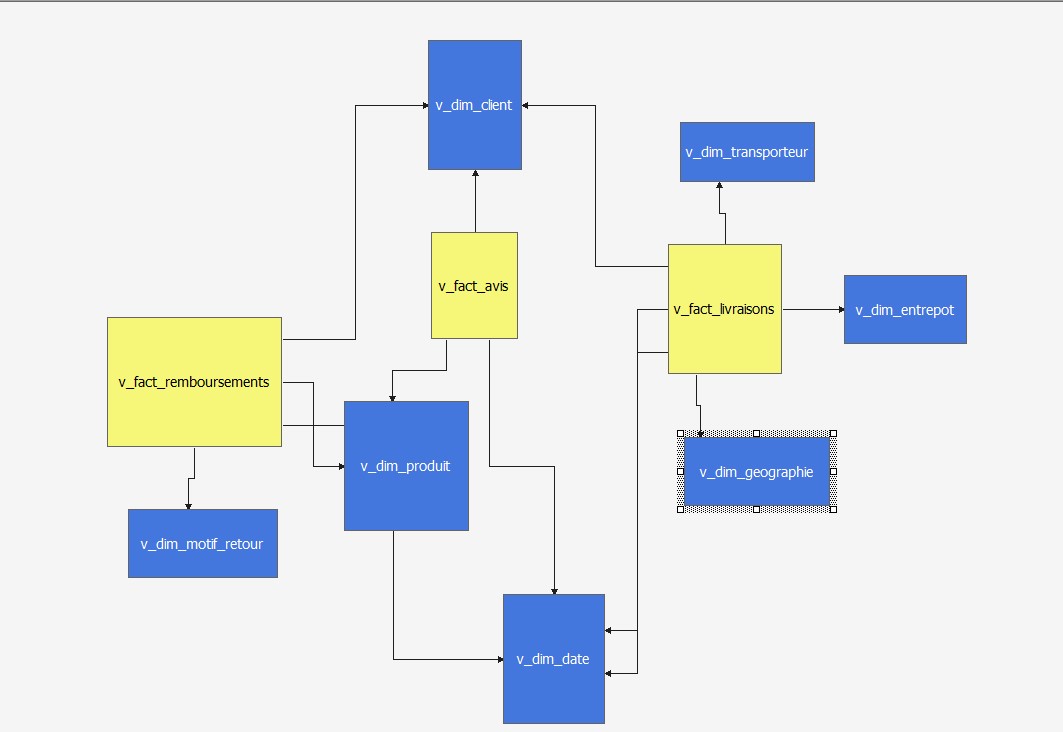 v_dim_client
v_dim_transporteur
v_fact_avis
v_fact_livraisons
v_dim_entrepot
v_fact_remboursements
v_dim_produit
v_dim_geographie
v_dim_motif_retour
v_dim_date